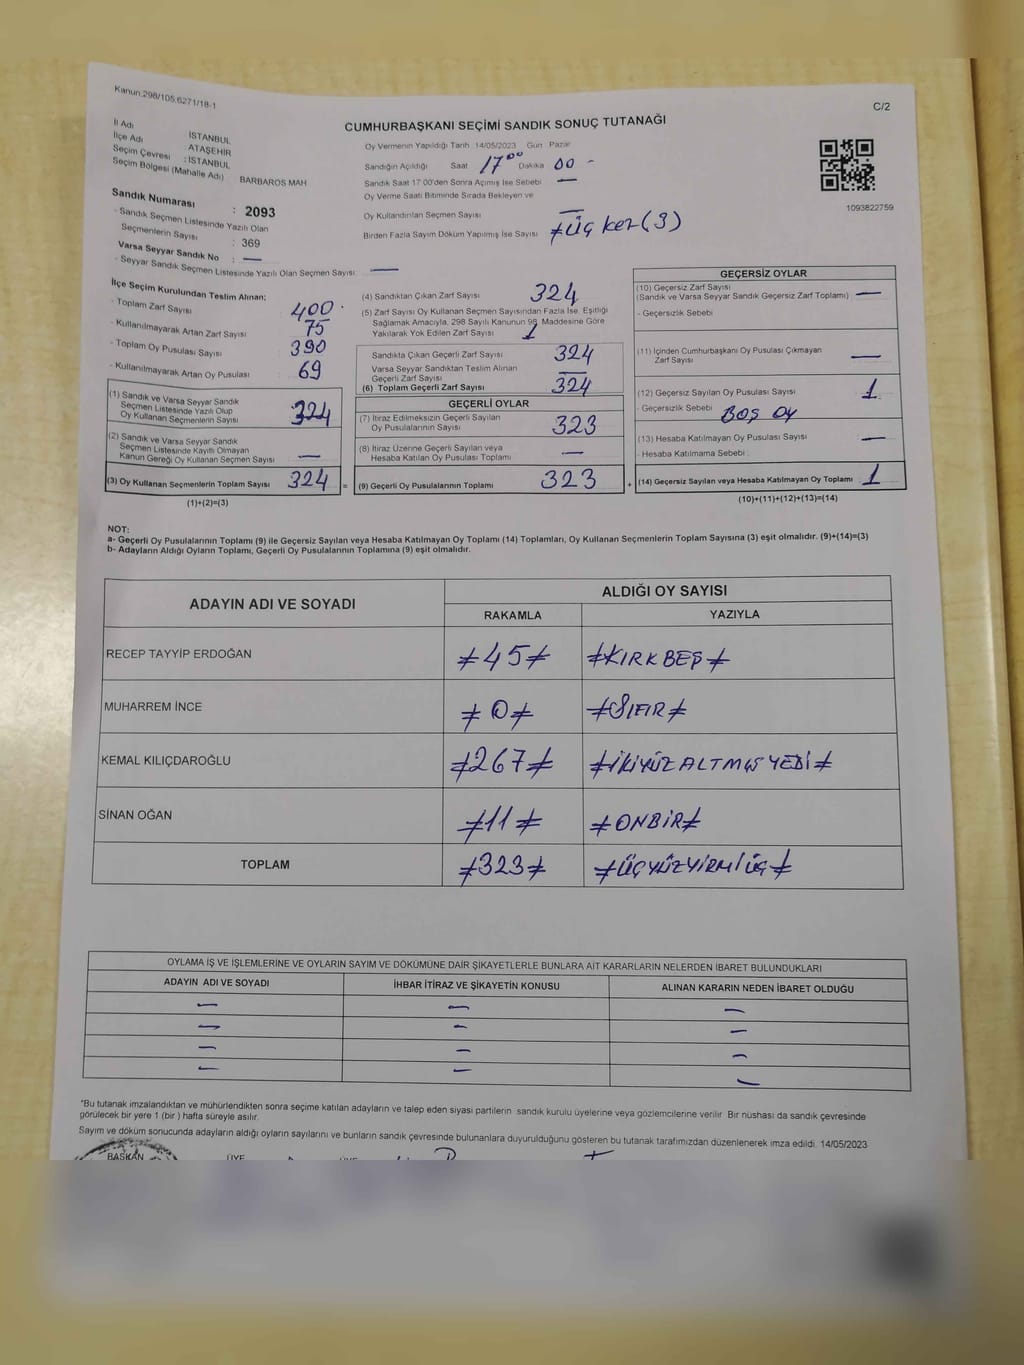 Kanun.298/105,6271/18-1
C/2
CUMHURBAŞKANI SEÇİMİ SANDIK SONUÇ TUTANAĞI
İl Adı : İSTANBUL
İlçe Adı ATAŞEHİR
Seçim Çevresi : İSTANBUL
Seçim Bölgesi (Mahalle Adı) BARBAROS MAH.
Sandık Numarası : 2093
- Sandık Seçmen Listesinde Yazılı Olan
Seçmenlerin Sayısı : 369
Varsa Seyyar Sandık No : —
- Seyyar Sandık Seçmen Listesinde Yazılı Olan Seçmen Sayısı : —
Oy Vermenin Yapıldığı Tarih 14/05/2023 Gün Pazar
Sandığın Açıldığı Saat 17⁰⁰ Dakika 00 -
Sandık Saat 17:00'den Sonra Açımış İse Sebebi —
Oy Verme Saati Bitiminde Sırada Bekleyen ve
Oy Kullandırılan Seçmen Sayısı —
Birden Fazla Sayım Döküm Yapılmış İse Sayısı ≠ÜÇ kez(3)
1093822759
İlçe Seçim Kurulundan Teslim Alınan:
- Toplam Zarf Sayısı 400
- Kullanılmayarak Artan Zarf Sayısı 75
- Toplam Oy Pusulası Sayısı 390
- Kullanılmayarak Artan Oy Pusulası 69
(1) Sandık ve Varsa Seyyar Sandık
Seçmen Listesinde Yazılı Olup
Oy Kullanan Seçmenlerin Sayısı 324
(2) Sandık ve Varsa Seyyar Sandık
Seçmen Listesinde Kayıtlı Olmayan
Kanun Gereği Oy Kullanan Seçmen Sayısı —
(3) Oy Kullanan Seçmenlerin Toplam Sayısı 324 =
(1)+(2)=(3)
(4) Sandıktan Çıkan Zarf Sayısı 324
(5) Zarf Sayısı Oy Kullanan Seçmen Sayısından Fazla İse, Eşitliği
Sağlamak Amacıyla, 298 Sayılı Kanunun 98. Maddesine Göre
Yakılarak Yok Edilen Zarf Sayısı 1
Sandıkta Çıkan Geçerli Zarf Sayısı 324
Varsa Seyyar Sandıktan Teslim Alınan
Geçerli Zarf Sayısı —
(6) Toplam Geçerli Zarf Sayısı 324
GEÇERLİ OYLAR
(7) İtiraz Edilmeksizin Geçerli Sayılan
Oy Pusulalarının Sayısı 323
(8) İtiraz Üzerine Geçerli Sayılan veya
Hesaba Katılan Oy Pusulası Toplamı —
(9) Geçerli Oy Pusulalarının Toplamı 323 +
GEÇERSİZ OYLAR
(10) Geçersiz Zarf Sayısı
(Sandık ve Varsa Seyyar Sandık Geçersiz Zarf Toplamı) —
- Geçersizlik Sebebi
(11) İçinden Cumhurbaşkanı Oy Pusulası Çıkmayan
Zarf Sayısı —
(12) Geçersiz Sayılan Oy Pusulası Sayısı 1
- Geçersizlik Sebebi BOŞ OY
(13) Hesaba Katılmayan Oy Pusulası Sayısı —
- Hesaba Katılmama Sebebi :
(14) Geçersiz Sayılan veya Hesaba Katılmayan Oy Toplamı 1
(10)+(11)+(12)+(13)=(14)
NOT:
a- Geçerli Oy Pusulalarının Toplamı (9) ile Geçersiz Sayılan veya Hesaba Katılmayan Oy Toplamı (14) Toplamları, Oy Kullanan Seçmenlerin Toplam Sayısına (3) eşit olmalıdır. (9)+(14)=(3)
b- Adayların Aldığı Oyların Toplamı, Geçerli Oy Pusulalarının Toplamına (9) eşit olmalıdır.
ADAYIN ADI VE SOYADI ALDIĞI OY SAYISI
RAKAMLA YAZIYLA
RECEP TAYYİP ERDOĞAN ≠45≠ ≠KIRKBEŞ≠
MUHARREM İNCE ≠0≠ ≠SIFIR≠
KEMAL KILIÇDAROĞLU ≠267≠ ≠İKİYÜZALTMIŞYEDİ≠
SİNAN OĞAN ≠11≠ ≠ONBİR≠
TOPLAM ≠323≠ ≠ÜÇYÜZYİRMİÜÇ≠
OYLAMA İŞ VE İŞLEMLERİNE VE OYLARIN SAYIM VE DÖKÜMÜNE DAİR ŞİKAYETLERLE BUNLARA AİT KARARLARIN NELERDEN İBARET BULUNDUKLARI
ADAYIN ADI VE SOYADI İHBAR İTİRAZ VE ŞİKAYETİN KONUSU ALINAN KARARIN NEDEN İBARET OLDUĞU
— — —
— — —
— — —
— — —
*Bu tutanak imzalandıktan ve mühürlendikten sonra seçime katılan adayların ve talep eden siyasi partilerin sandık kurulu üyelerine veya gözlemcilerine verilir. Bir nüshası da sandık çevresinde
görülecek bir yere 1 (bir ) hafta süreyle asılır.
Sayım ve döküm sonucunda adayların aldığı oyların sayılarını ve bunların sandık çevresinde bulunanlara duyurulduğunu gösteren bu tutanak tarafımızdan düzenlenerek imza edildi. 14/05/2023
BAŞKAN ÜYE ÜYE